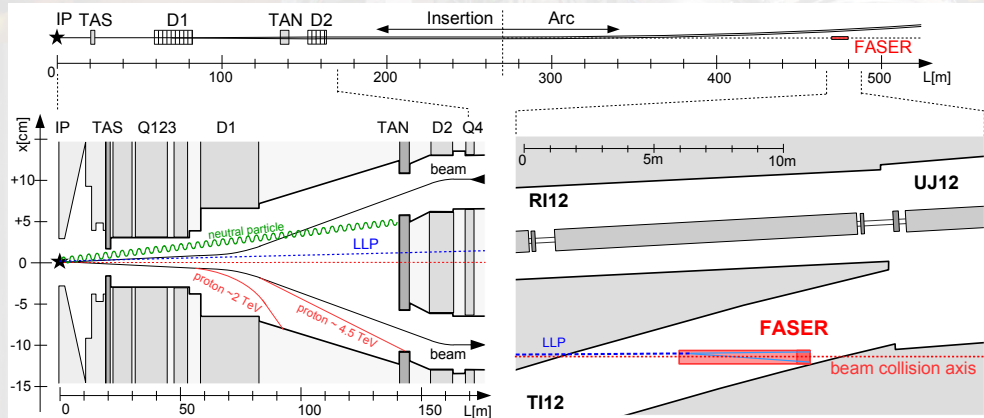 IP TAS D1 TAN D2 Insertion Arc
FASER
0 100 200 300 400 500 L[m]
IP TAS Q123 D1 TAN D2 Q4
x[cm]
+10
+5
0
-5
-10
-15
beam
neutral particle
LLP
proton ~2 TeV
proton ~ 4.5 TeV
beam
0 50 100 150 L[m]
0 5m 10m
RI12
UJ12
FASER
LLP
beam collision axis
TI12